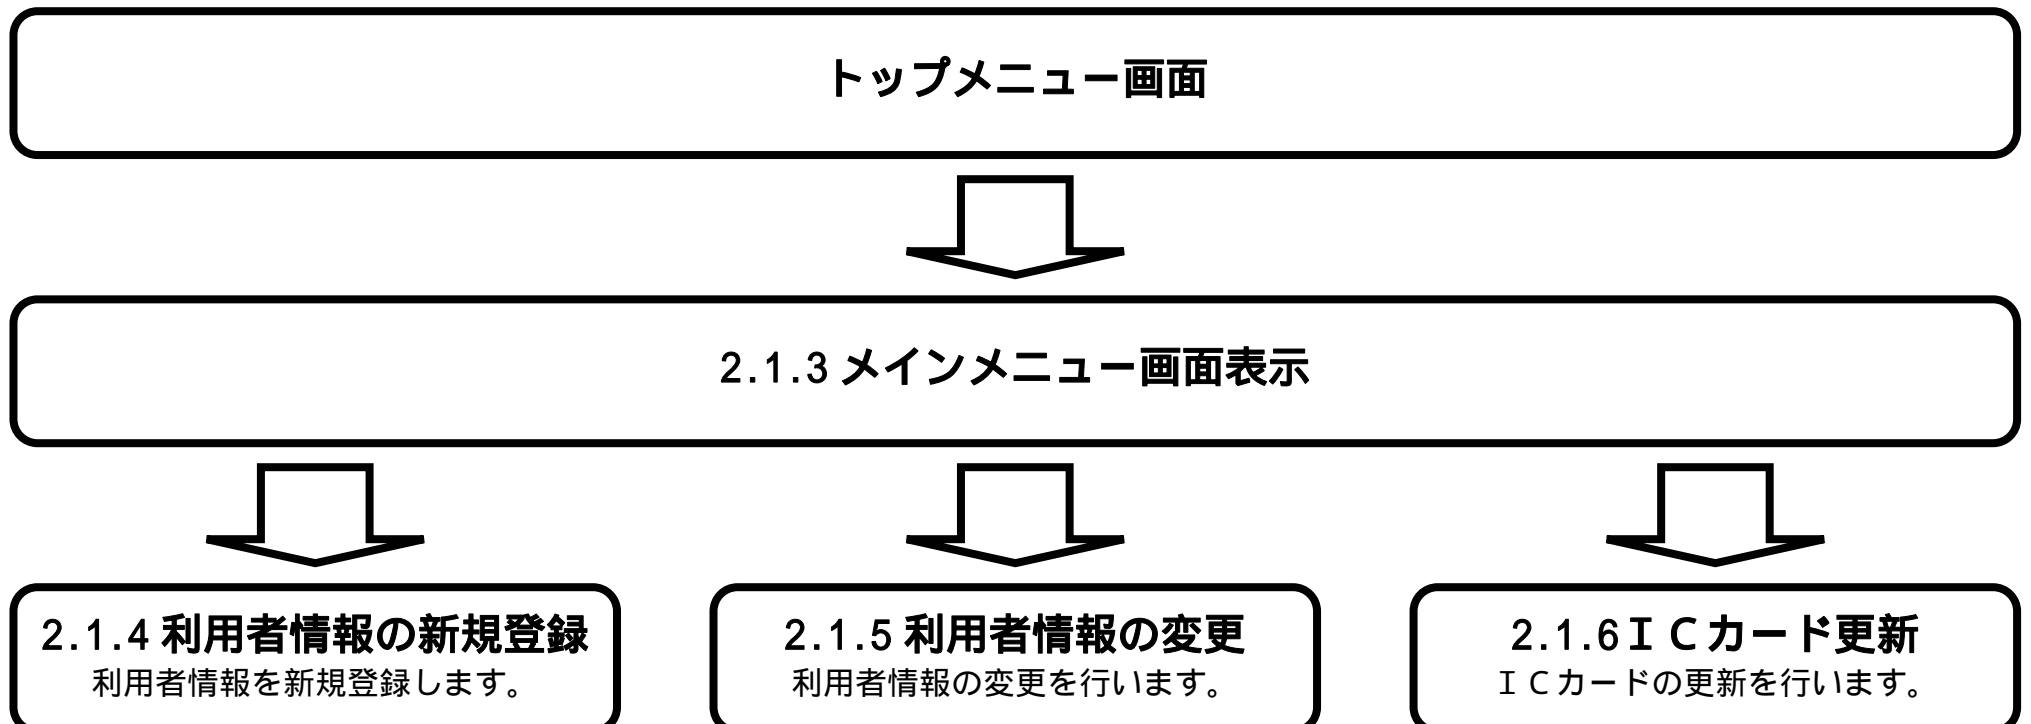 トップメニュー画面
2.1.3 メインメニュー画面表示
2.1.4 利用者情報の新規登録
利用者情報を新規登録します。
2.1.5 利用者情報の変更
利用者情報の変更を行います。
2.1.6 ＩＣカード更新
ＩＣカードの更新を行います。